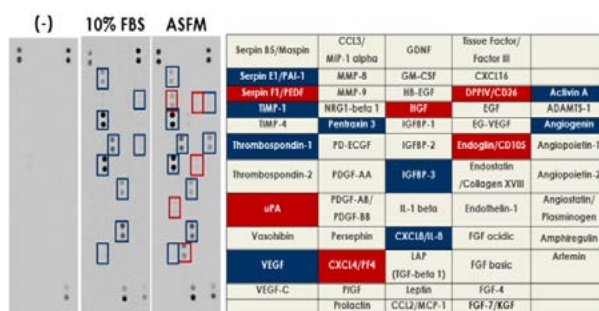 (-) 10% FBS ASFM
Serpin B5/Maspin CCL3/ MIP-1 alpha GDNF Tissue Factor/ Factor III
Serpin E1/PAI-1 MMP-8 GM-CSF CXCL16
Serpin F1/PEDF MMP-9 HB-EGF DPPIV/CD26 Activin A
TIMP-1 NRG1-beta 1 HGF EGF ADAMTS-1
TIMP-4 Pentraxin 3 IGFBP-1 EG-VEGF Angiogenin
Thrombospondin-1 PD-ECGF IGFBP-2 Endoglin/CD105 Angiopoietin-1
Thrombospondin-2 PDGF-AA IGFBP-3 Endostatin /Collagen XVIII Angiopoietin-2
uPA PDGF-AB/ PDGF-BB IL-1 beta Endothelin-1 Angiostatin/ Plasminogen
Vasohibin Persephin CXCL8/IL-8 FGF acidic Amphiregulin
VEGF CXCL4/PF4 LAP (TGF-beta 1) FGF basic Artemin
VEGF-C PlGF Leptin FGF-4
Prolactin CCL2/MCP-1 FGF-7/KGF